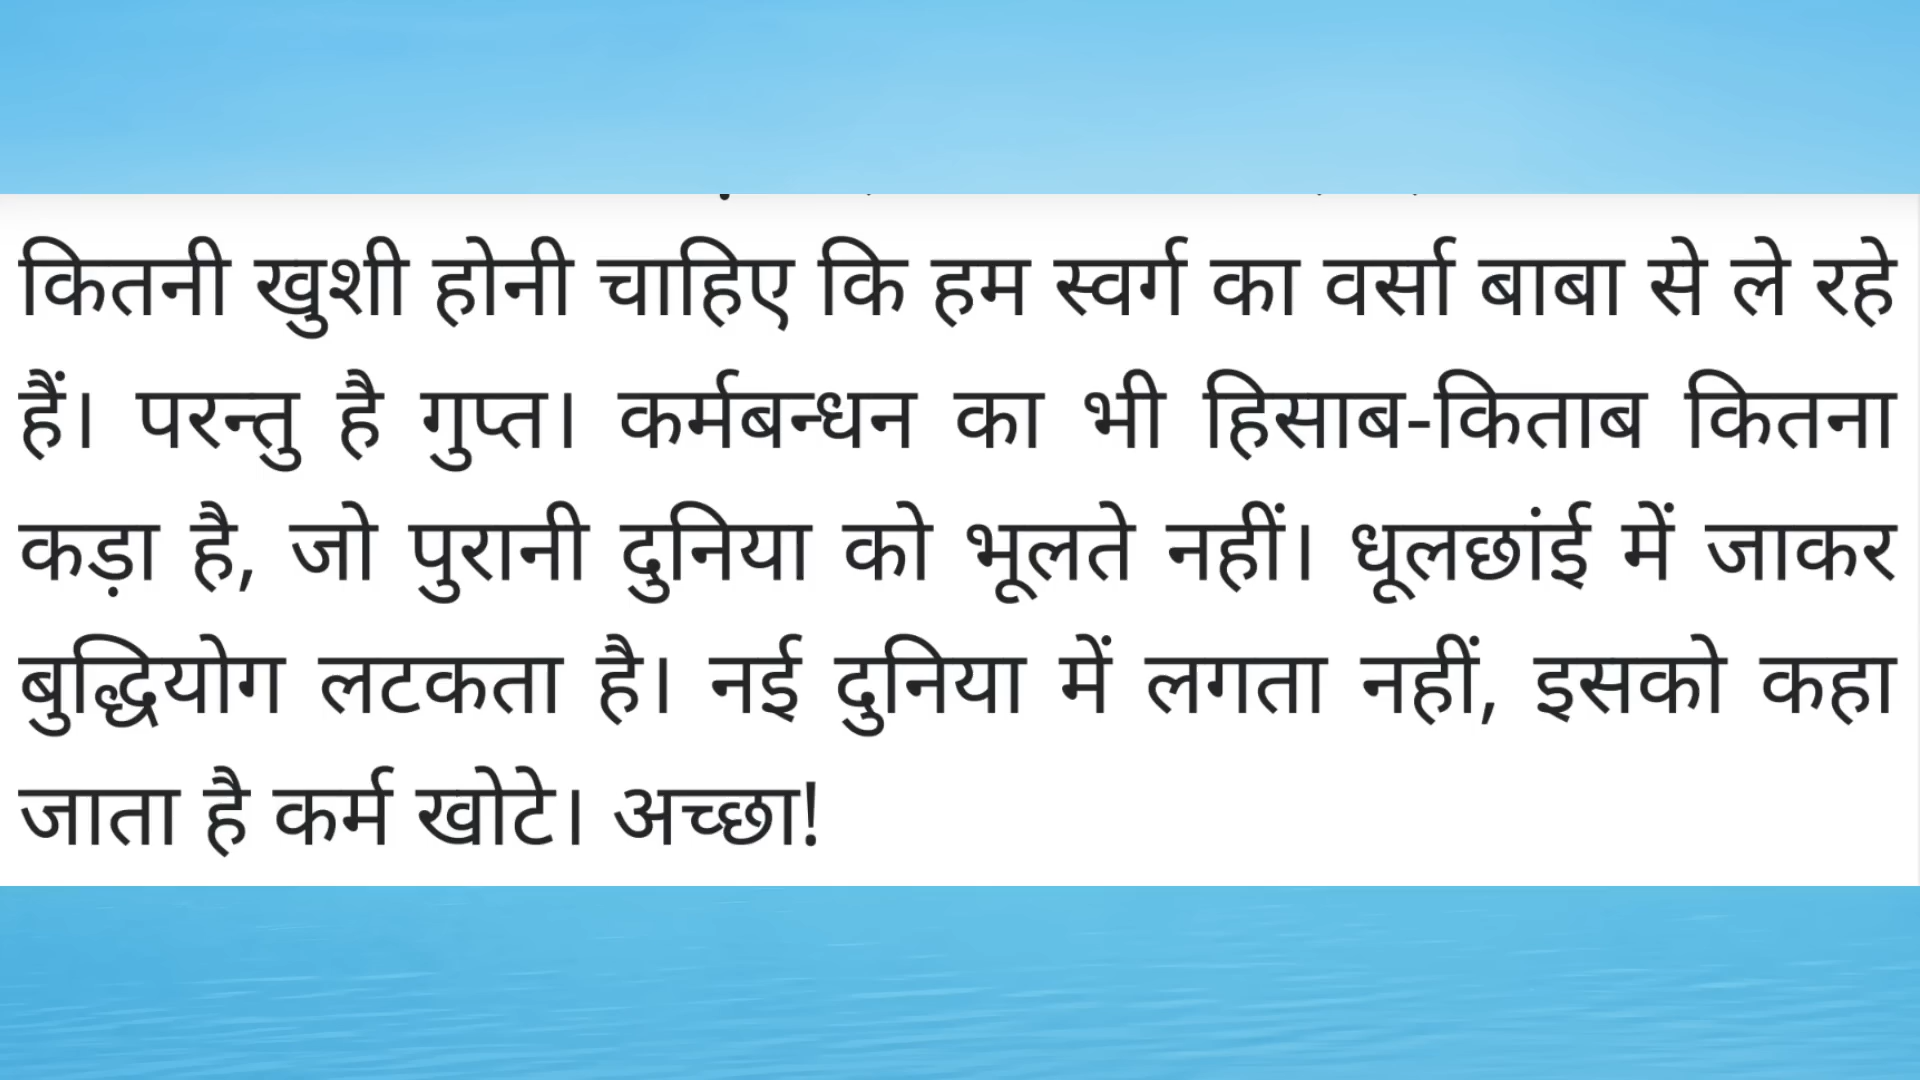 कितनी खुशी होनी चाहिए कि हम स्वर्ग का वर्सा बाबा से ले रहे
हैं। परन्तु है गुप्त। कर्मबन्धन का भी हिसाब-किताब कितना
कड़ा है, जो पुरानी दुनिया को भूलते नहीं। धूलछांई में जाकर
बुद्धियोग लटकता है। नई दुनिया में लगता नहीं, इसको कहा
जाता है कर्म खोटे। अच्छा!